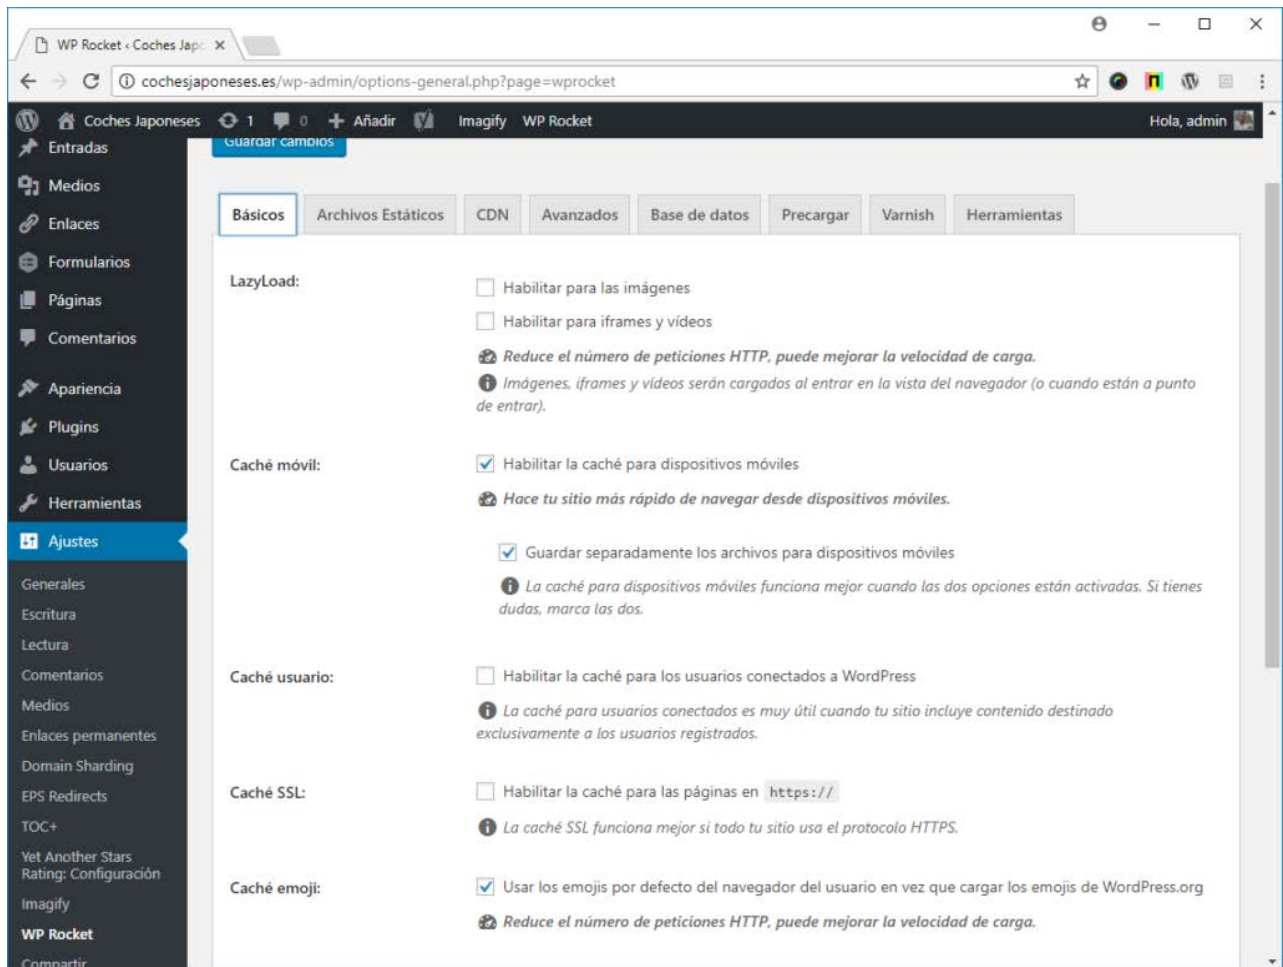 WP Rocket ‹ Coches Jap
cochesjaponeses.es/wp-admin/options-general.php?page=wprocket
Coches Japoneses 1 0 Añadir Imagify WP Rocket Hola, admin
Entradas
Medios
Enlaces
Formularios
Páginas
Comentarios
Apariencia
Plugins
Usuarios
Herramientas
Ajustes
Generales
Escritura
Lectura
Comentarios
Medios
Enlaces permanentes
Domain Sharding
EPS Redirects
TOC+
Yet Another Stars
Rating: Configuración
Imagify
WP Rocket
Compartir
Guardar cambios
Básicos Archivos Estáticos CDN Avanzados Base de datos Precargar Varnish Herramientas
LazyLoad:
Habilitar para las imágenes
Habilitar para iframes y vídeos
Reduce el número de peticiones HTTP, puede mejorar la velocidad de carga.
Imágenes, iframes y vídeos serán cargados al entrar en la vista del navegador (o cuando están a punto
de entrar).
Caché móvil:
Habilitar la caché para dispositivos móviles
Hace tu sitio más rápido de navegar desde dispositivos móviles.
Guardar separadamente los archivos para dispositivos móviles
La caché para dispositivos móviles funciona mejor cuando las dos opciones están activadas. Si tienes
dudas, marca las dos.
Caché usuario:
Habilitar la caché para los usuarios conectados a WordPress
La caché para usuarios conectados es muy útil cuando tu sitio incluye contenido destinado
exclusivamente a los usuarios registrados.
Caché SSL:
Habilitar la caché para las páginas en https://
La caché SSL funciona mejor si todo tu sitio usa el protocolo HTTPS.
Caché emoji:
Usar los emojis por defecto del navegador del usuario en vez que cargar los emojis de WordPress.org
Reduce el número de peticiones HTTP, puede mejorar la velocidad de carga.